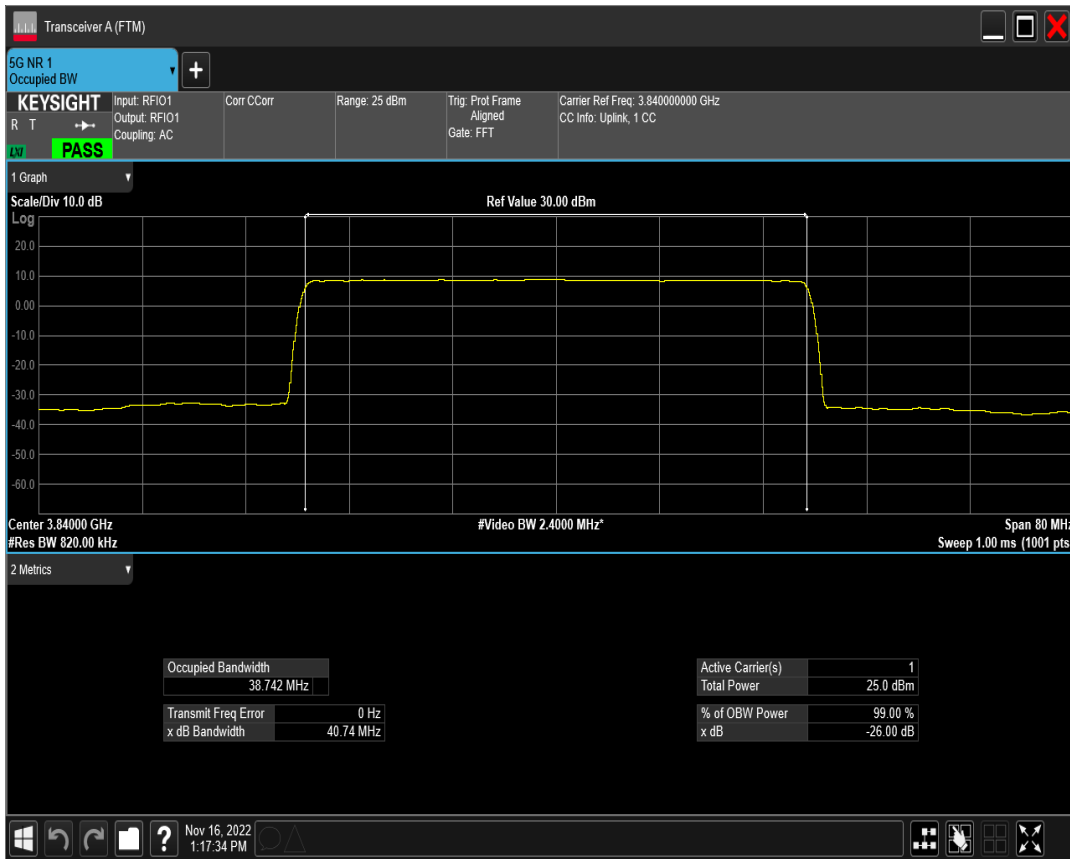 Transceiver A (FTM)
5G NR 1
Occupied BW
+
KEYSIGHT
R T
LXI
PASS
Input: RFIO1
Output: RFIO1
Coupling: AC
Corr CCorr
Range: 25 dBm
Trig: Prot Frame
Aligned
Gate: FFT
Carrier Ref Freq: 3.840000000 GHz
CC Info: Uplink, 1 CC
1 Graph
Scale/Div 10.0 dB
Ref Value 30.00 dBm
Log
20.0
10.0
0.00
-10.0
-20.0
-30.0
-40.0
-50.0
-60.0
Center 3.84000 GHz
#Video BW 2.4000 MHz*
Span 80 MHz
#Res BW 820.00 kHz
Sweep 1.00 ms (1001 pts
2 Metrics
Occupied Bandwidth
38.742 MHz
Transmit Freq Error 0 Hz
x dB Bandwidth 40.74 MHz
Active Carrier(s) 1
Total Power 25.0 dBm
% of OBW Power 99.00 %
x dB -26.00 dB
?
Nov 16, 2022
1:17:34 PM